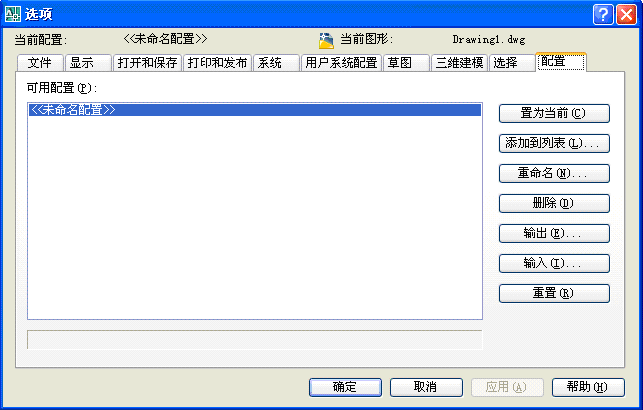 选项
当前配置: <<未命名配置>> 当前图形: Drawing1.dwg
文件 显示 打开和保存 打印和发布 系统 用户系统配置 草图 三维建模 选择 配置
可用配置(P):
<<未命名配置>>
置为当前(C)
添加到列表(L)...
重命名(N)...
删除(D)
输出(E)...
输入(I)...
重置(R)
确定 取消 应用(A) 帮助(H)